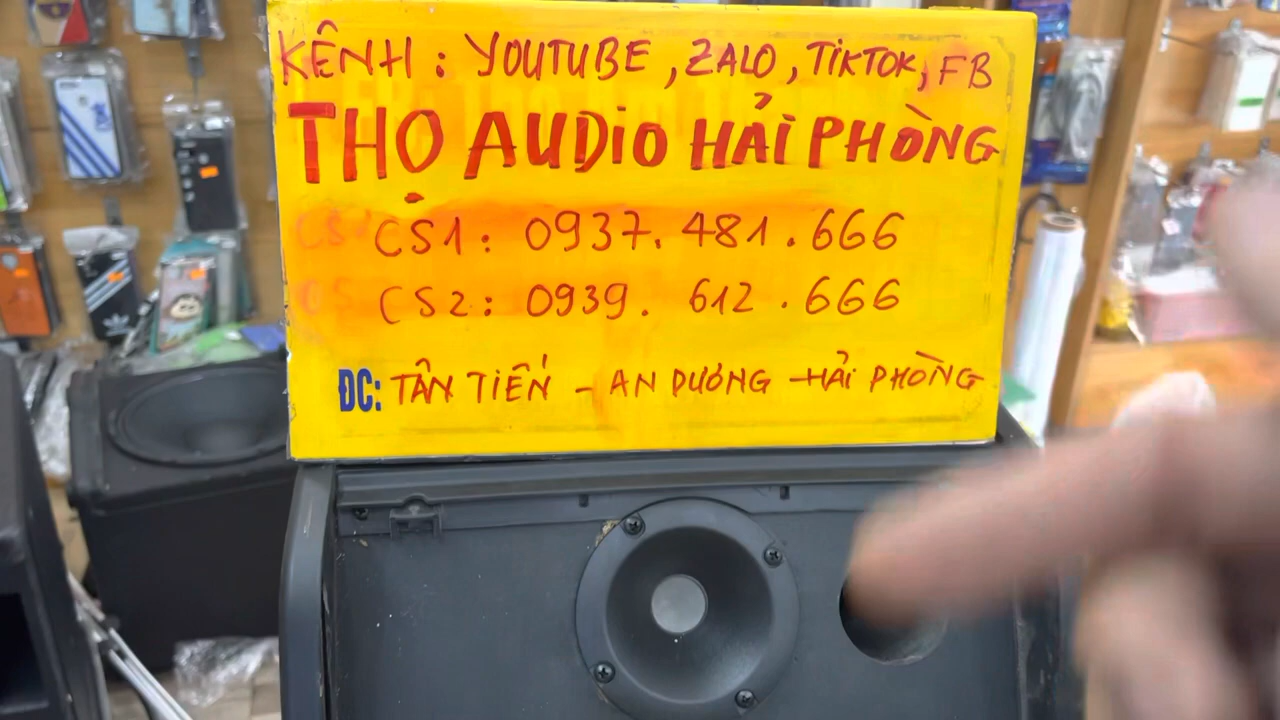 KÊNH : YOUTUBE, ZALO, TiKTOK, FB
THỌ AUDiO HẢi PHÒNG
CS1 : 0937. 481 . 666
CS2 : 0939. 612 . 666
ĐC: TÂN TIẾN - AN DƯƠNG - HẢi PHÒNG